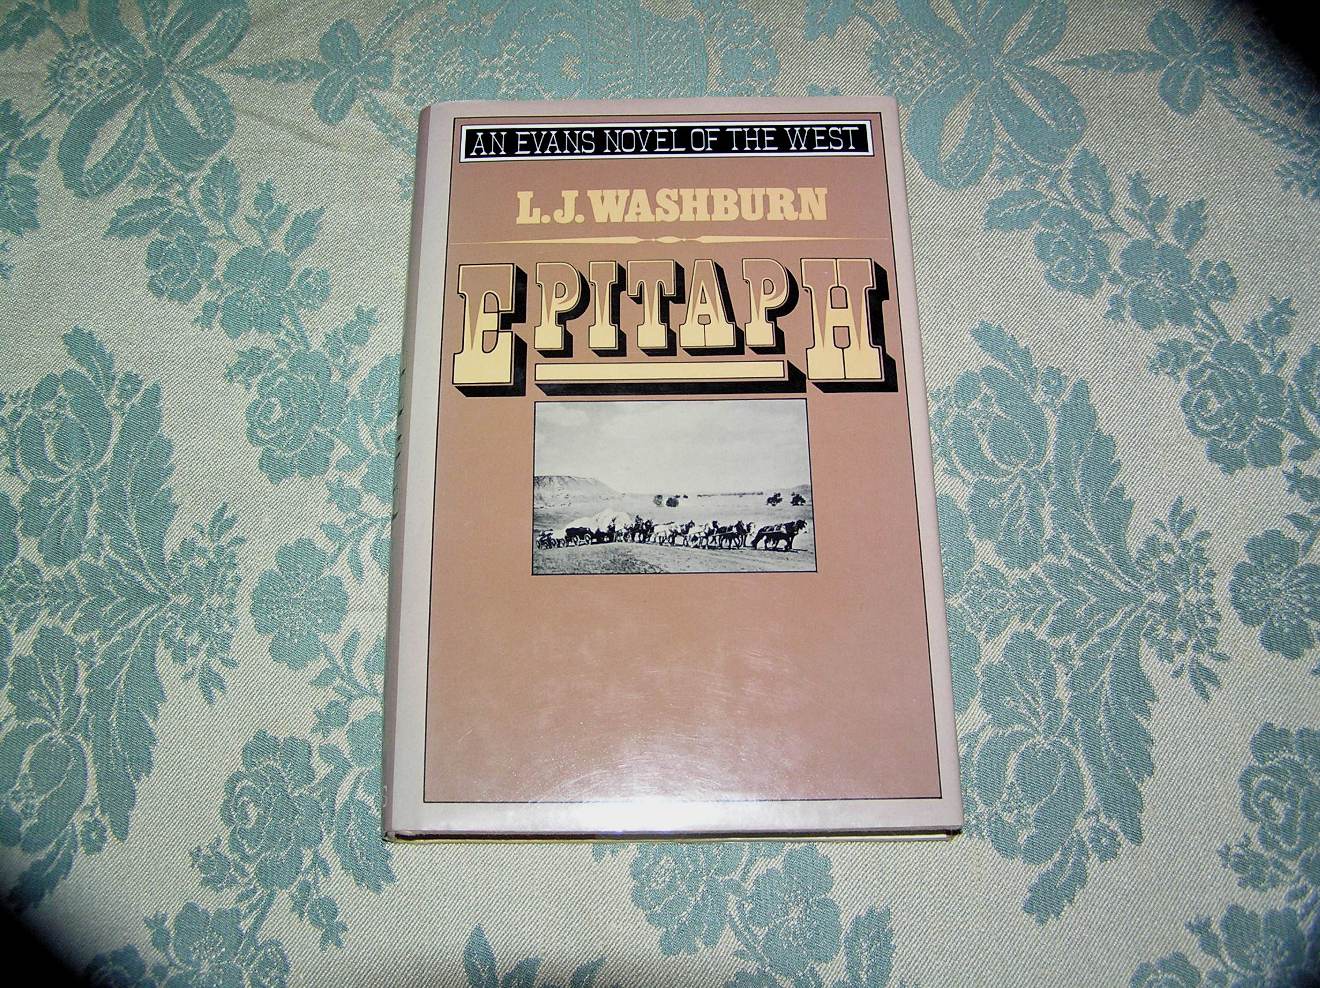 AN EVANS NOVEL OF THE WEST
L.J. WASHBURN
EPITAPH